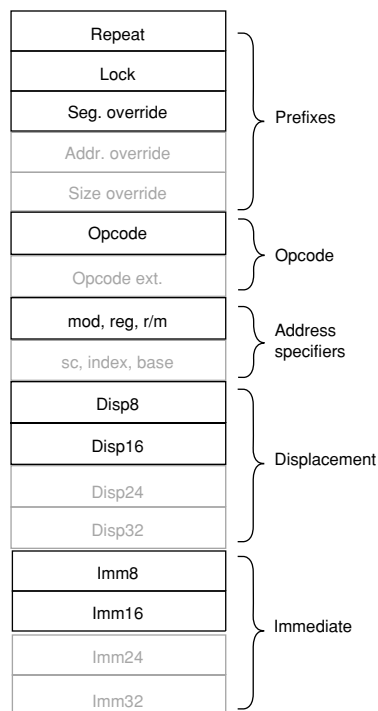 Repeat
Lock
Seg. override
Addr. override
Size override
Prefixes
Opcode
Opcode ext.
Opcode
mod, reg, r/m
sc, index, base
Address
specifiers
Disp8
Disp16
Disp24
Disp32
Displacement
Imm8
Imm16
Imm24
Imm32
Immediate